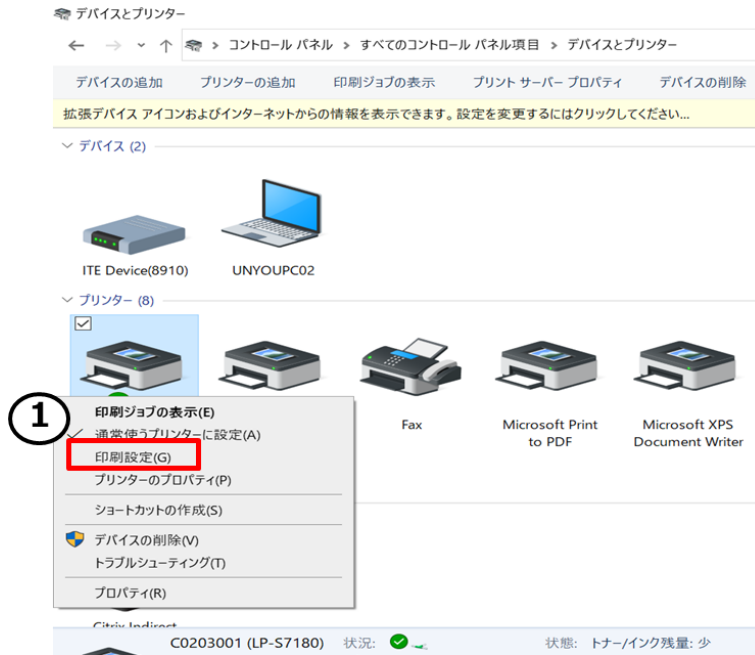 デバイスとプリンター
コントロール パネル > すべてのコントロール パネル項目 > デバイスとプリンター
デバイスの追加 プリンターの追加 印刷ジョブの表示 プリント サーバー プロパティ デバイスの削除
拡張デバイス アイコンおよびインターネットからの情報を表示できます。設定を変更するにはクリックしてください...
デバイス (2)
ITE Device(8910) UNYOUPC02
プリンター (8)
1
印刷ジョブの表示(E)
通常使うプリンターに設定(A)
印刷設定(G)
プリンターのプロパティ(P)
ショートカットの作成(S)
デバイスの削除(V)
トラブルシューティング(T)
プロパティ(R)
Fax
Microsoft Print
to PDF
Microsoft XPS
Document Writer
Citrix Indirect
C0203001 (LP-S7180) 状況: 状態: トナー/インク残量: 少